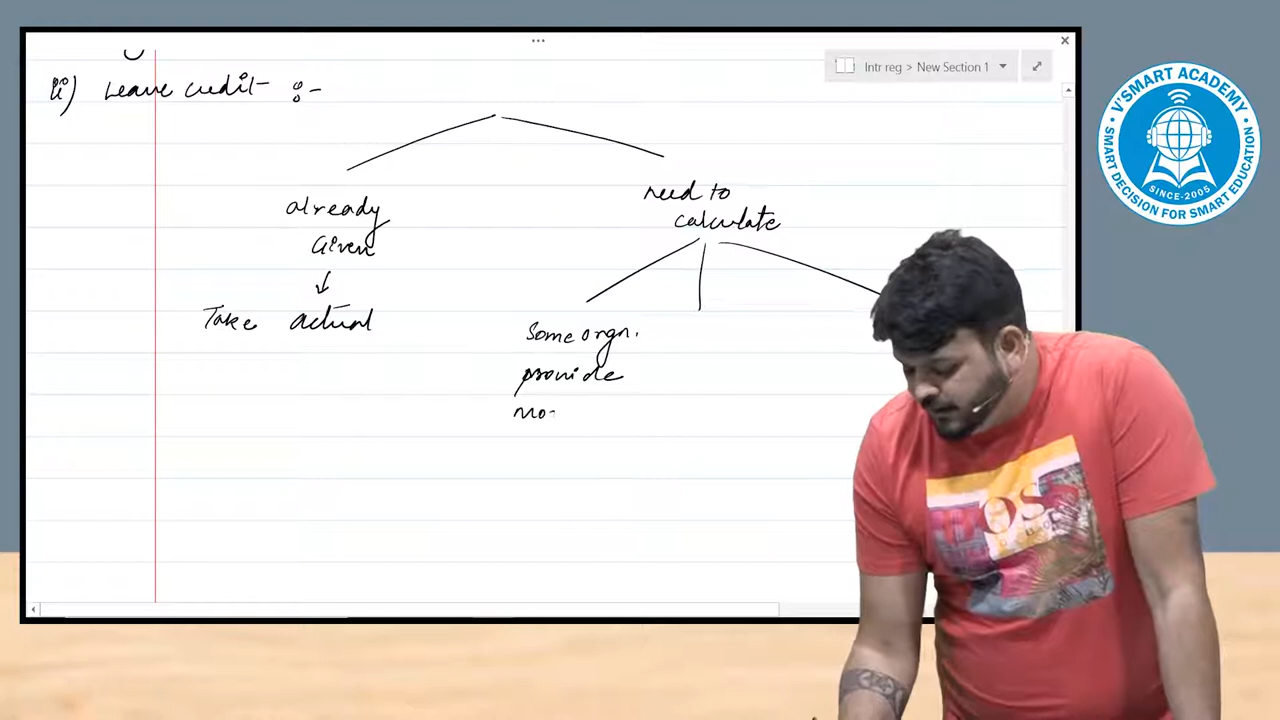 Intr reg > New Section 1
ii) Leave credit :-
already
Given
Take actual
need to
calculate
Some orgn.
provide
mo-
V'SMART ACADEMY
SINCE-2005
SMART DECISION FOR SMART EDUCATION